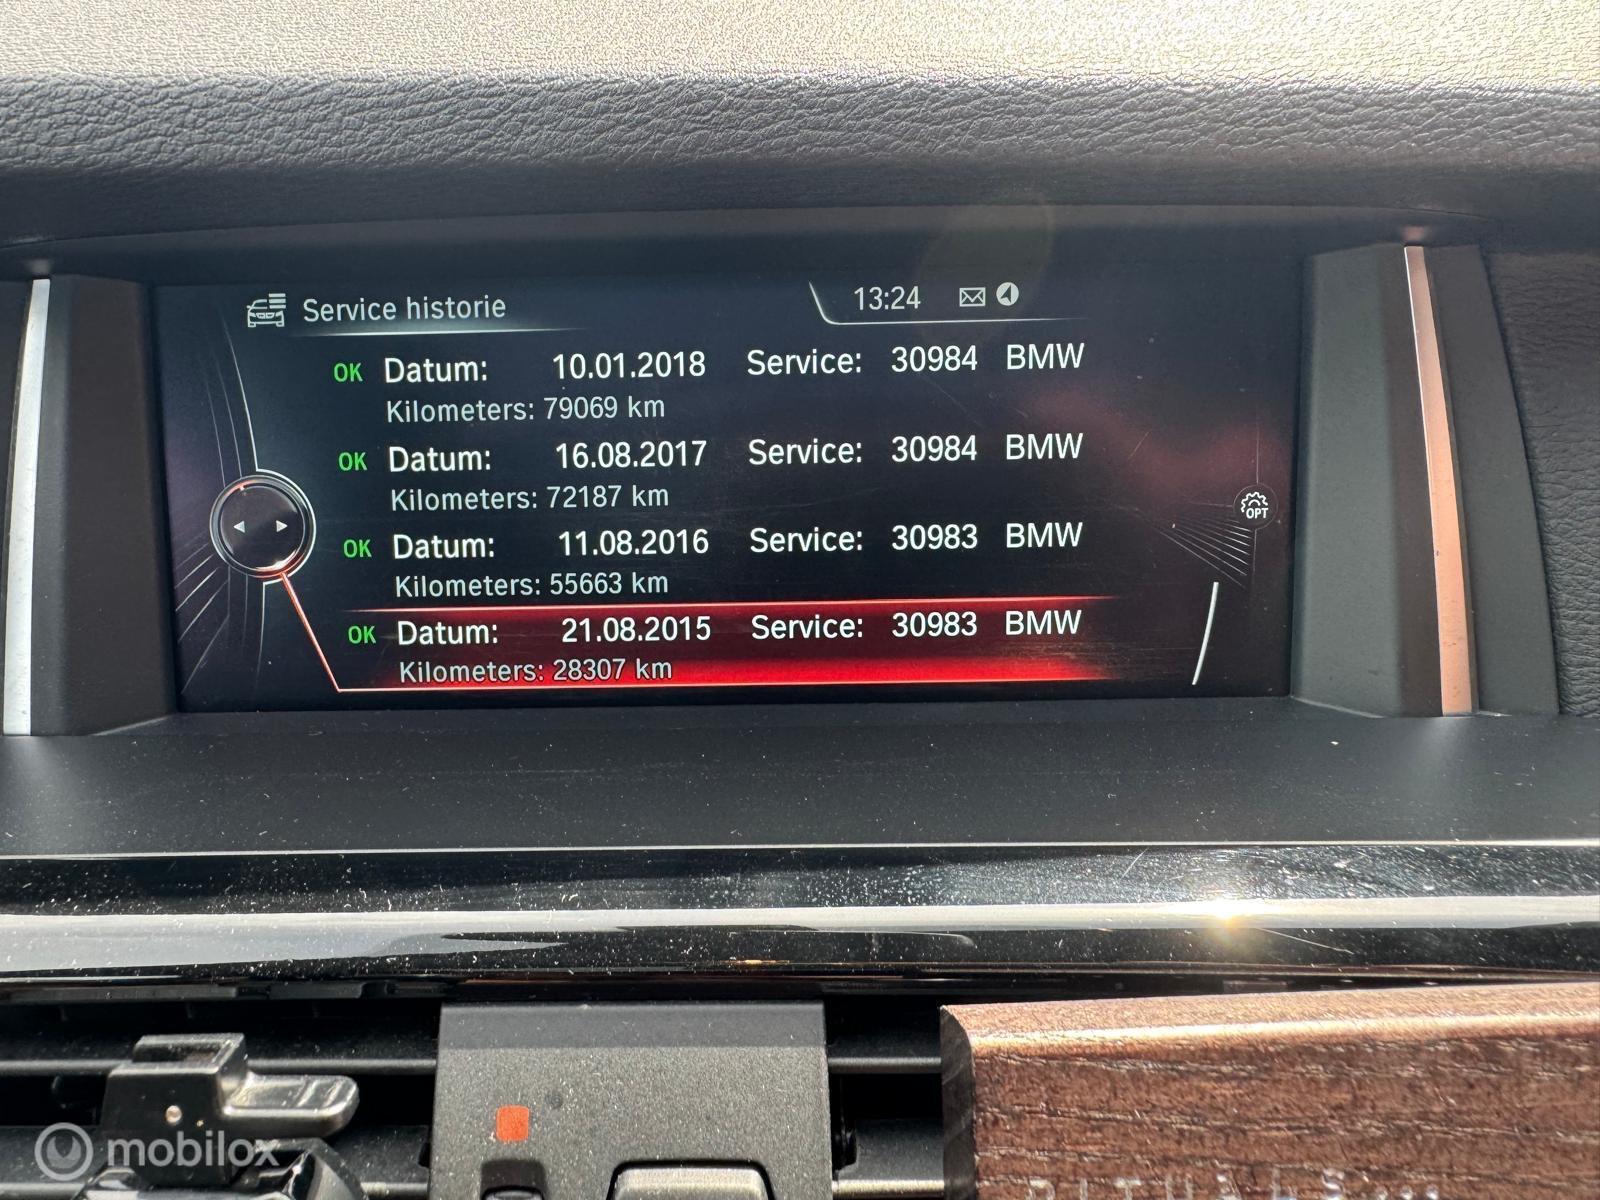 Service historie 13:24
OK Datum: 10.01.2018 Service: 30984 BMW
Kilometers: 79069 km
OK Datum: 16.08.2017 Service: 30984 BMW
Kilometers: 72187 km
OK Datum: 11.08.2016 Service: 30983 BMW
Kilometers: 55663 km
OK Datum: 21.08.2015 Service: 30983 BMW
Kilometers: 28307 km
OPT
mobilox
RITUALS